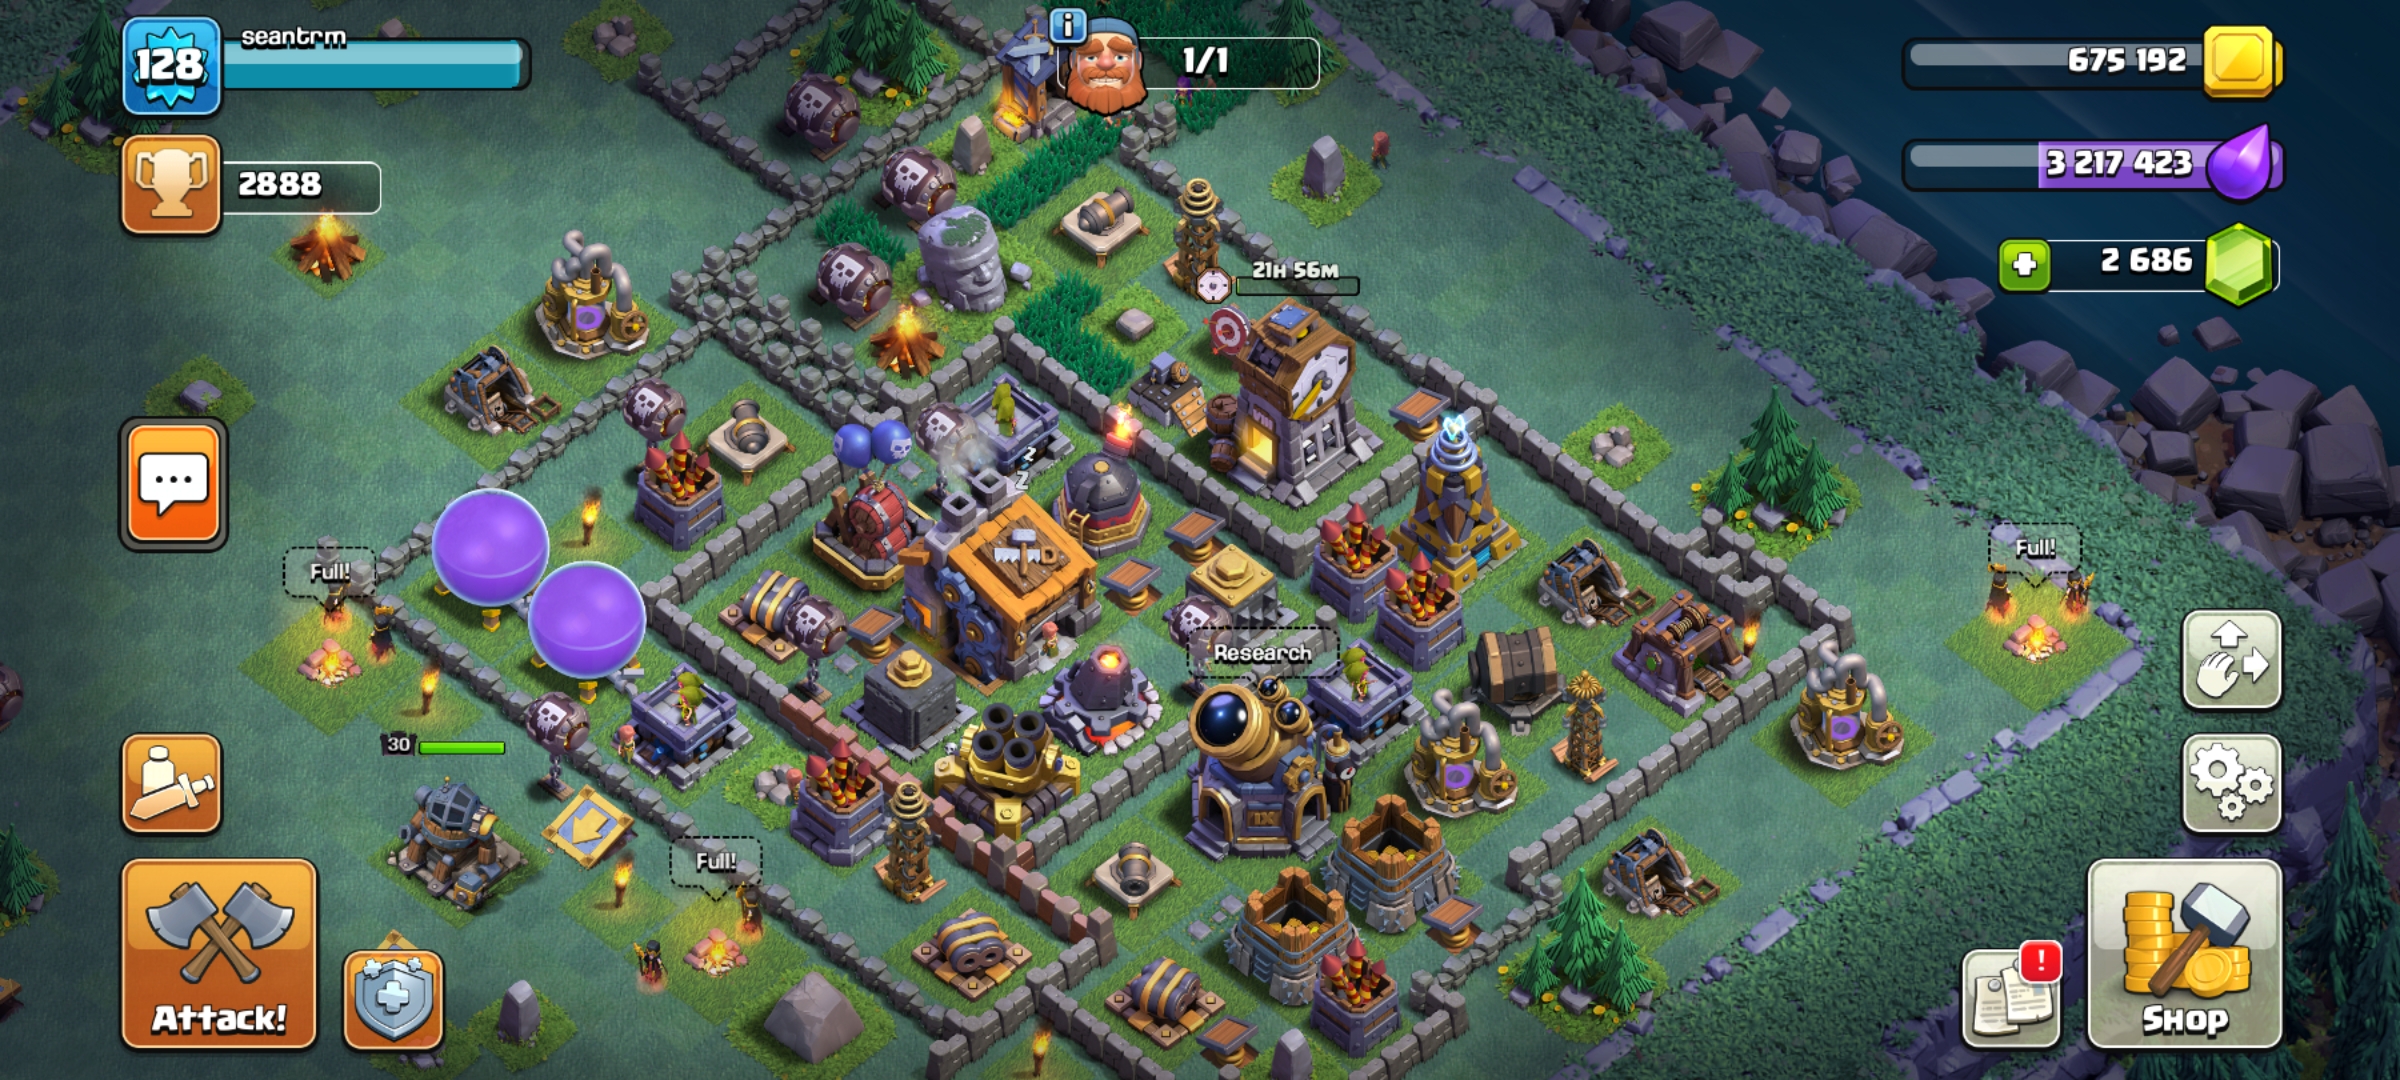 128
seantrm
1/1
675 192
2888
3 217 423
2 686
21H 56M
Full!
Full!
Research
30
Full!
Attack!
!
Shop